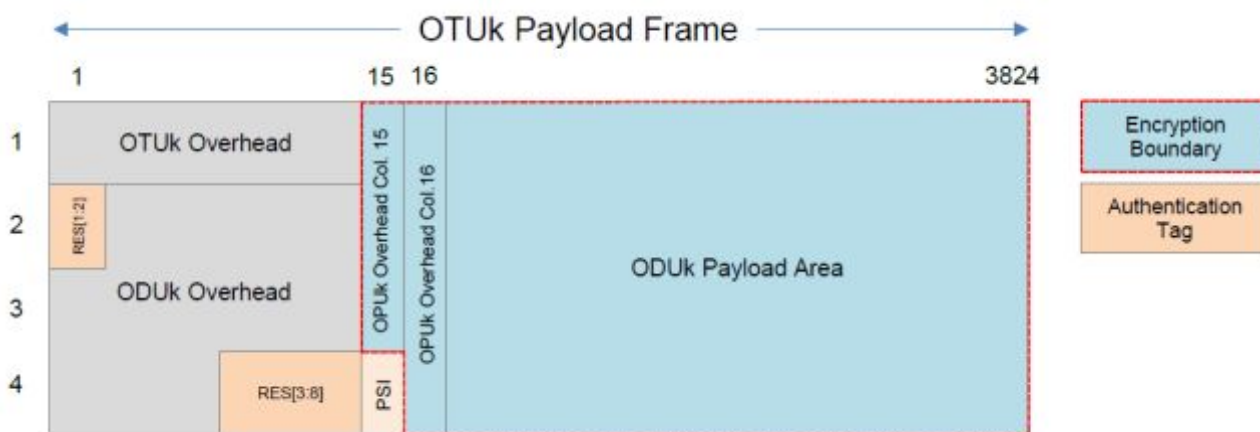 OTUk Payload Frame
1 15 16 3824
1
OTUk Overhead
OPUk Overhead Col. 15
OPUk Overhead Col.16
Encryption
Boundary
2
RES[1:2]
Authentication
Tag
ODUk Payload Area
3
ODUk Overhead
4
RES[3:8]
PSI